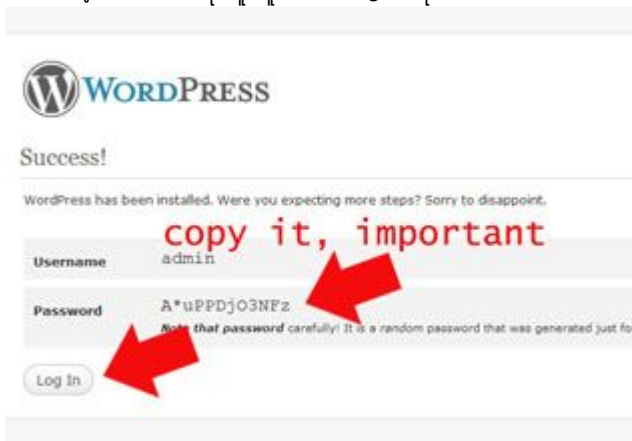 WORDPRESS
Success!
WordPress has been installed. Were you expecting more steps? Sorry to disappoint.
copy it, important
Username admin
Password A*uPPDjO3NFz
Note that password carefully! It is a random password that was generated just fo
Log In